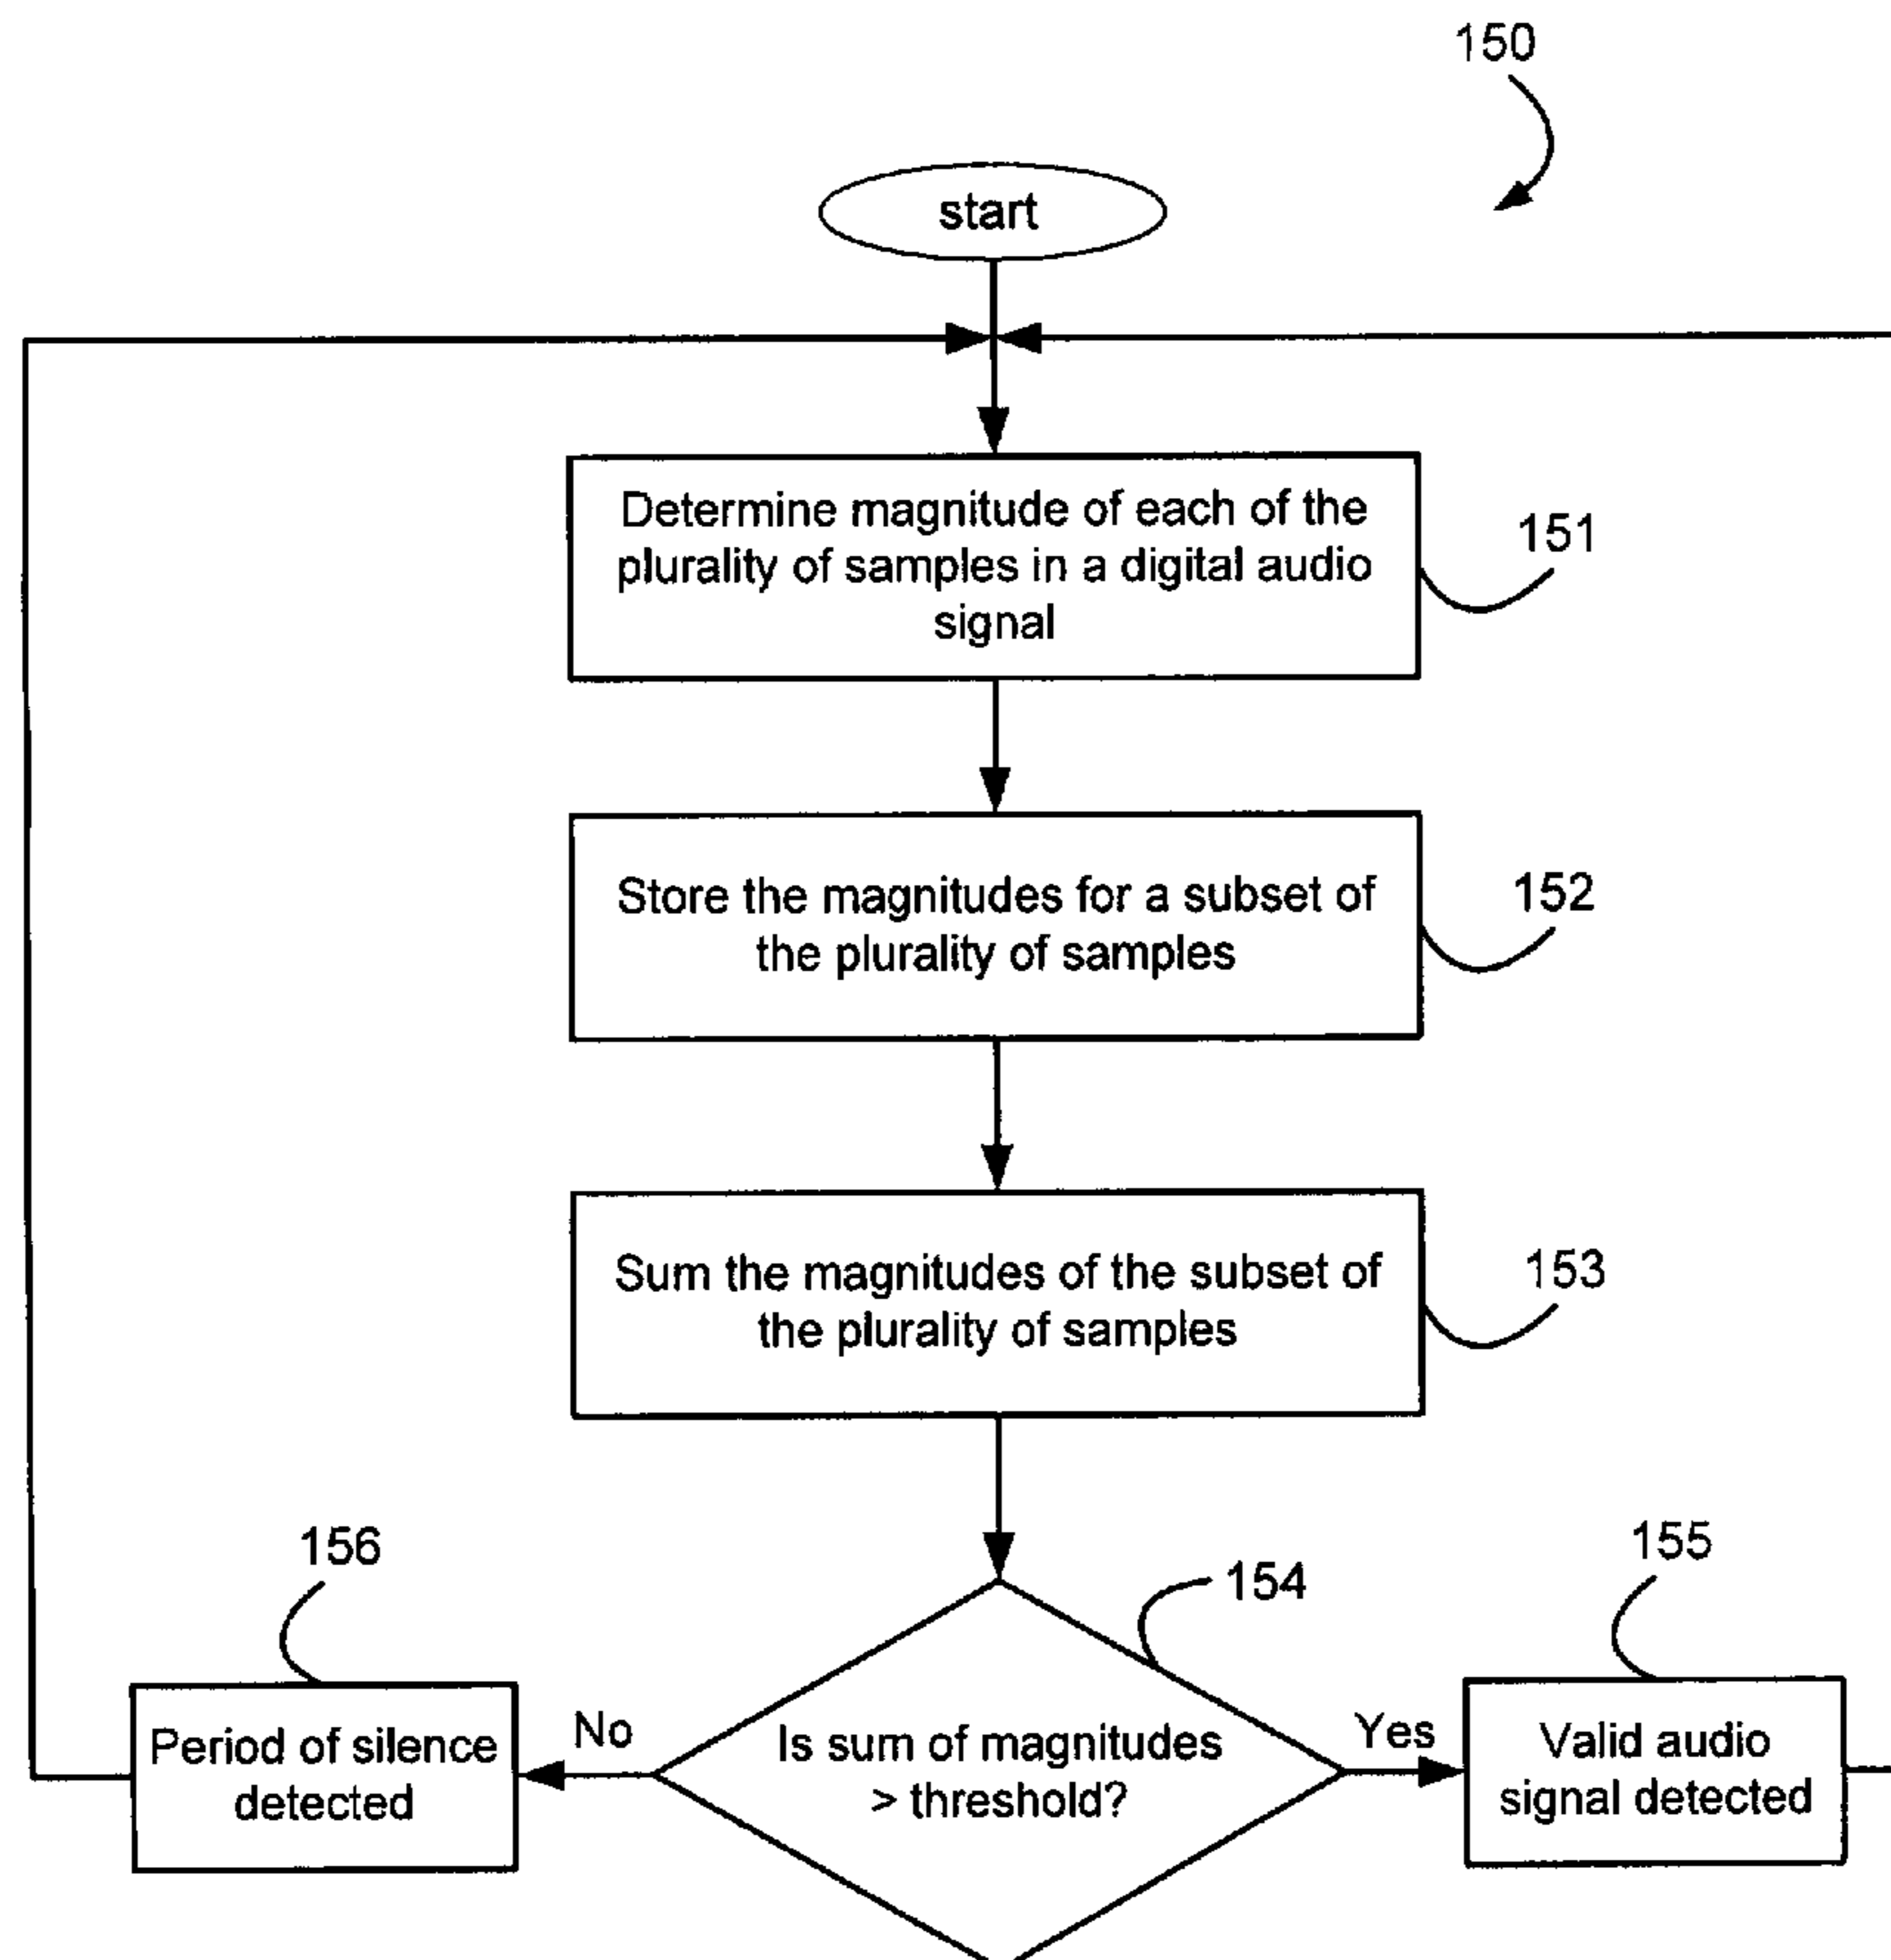 150
start
Determine magnitude of each of the
plurality of samples in a digital audio
signal
151
Store the magnitudes for a subset of
the plurality of samples
152
Sum the magnitudes of the subset of
the plurality of samples
153
156
154
155
Period of silence
detected
No
Is sum of magnitudes
> threshold?
Yes
Valid audio
signal detected